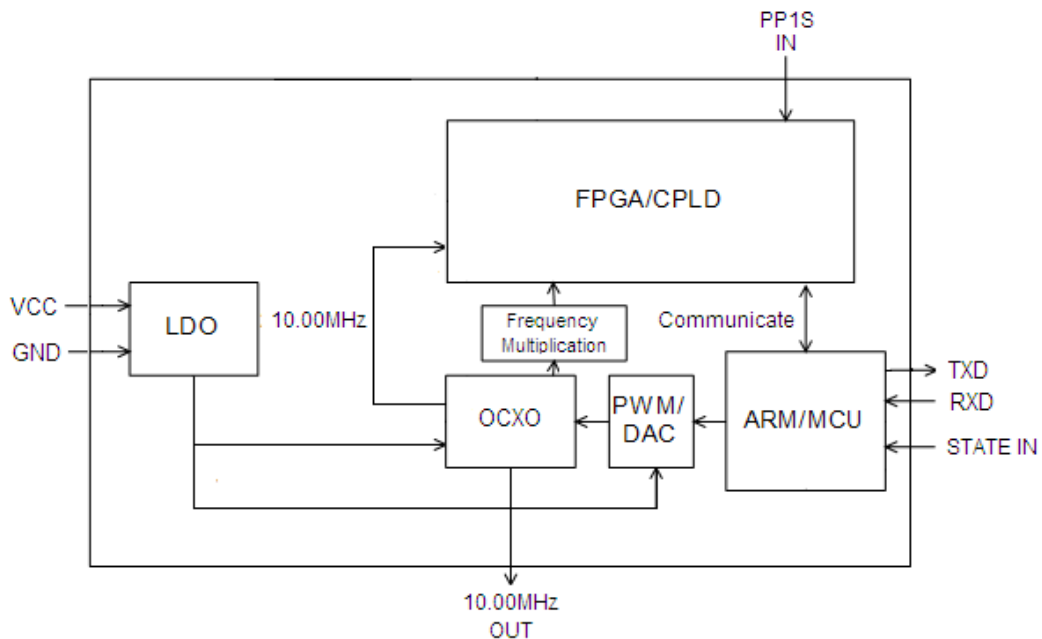 PP1S
IN
FPGA/CPLD
VCC
GND
LDO
10.00MHz
Frequency
Multiplication
Communicate
OCXO
PWM/
DAC
ARM/MCU
TXD
RXD
STATE IN
10.00MHz
OUT